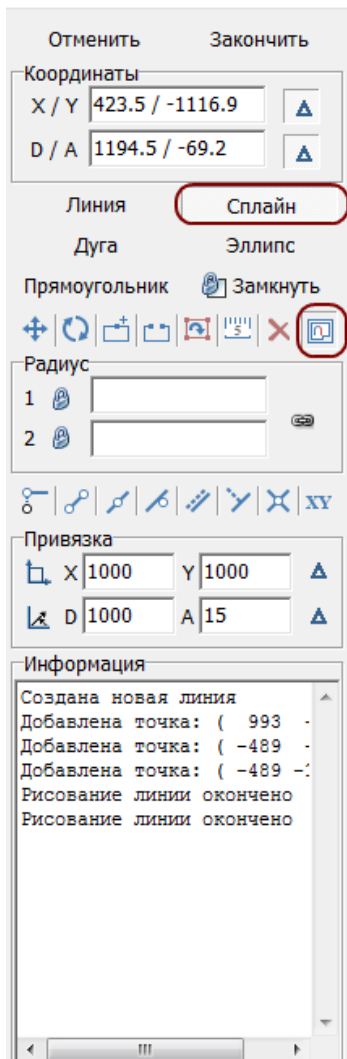 Отменить Закончить
Координаты
X / Y 423.5 / -1116.9
D / A 1194.5 / -69.2
Линия Сплайн
Дуга Эллипс
Прямоугольник Замкнуть
5
Радиус
1
2
XY
Привязка
X 1000 Y 1000
D 1000 A 15
Информация
Создана новая линия
Добавлена точка: ( 993 -
Добавлена точка: ( -489 -
Добавлена точка: ( -489 -1
Рисование линии окончено
Рисование линии окончено